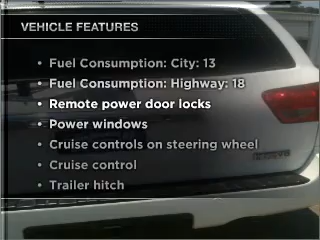 VEHICLE FEATURES
• Fuel Consumption: City: 13
• Fuel Consumption: Highway: 18
• Remote power door locks
• Power windows
• Cruise controls on steering wheel
• Cruise control
• Trailer hitch